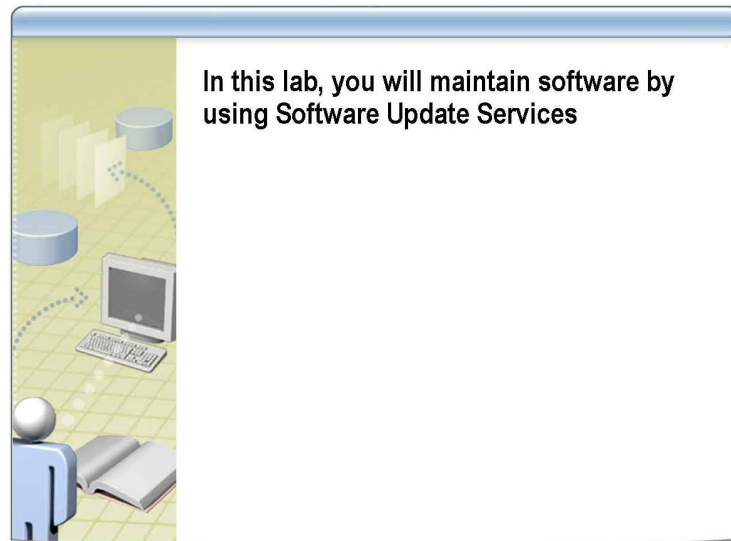 In this lab, you will maintain software by
using Software Update Services